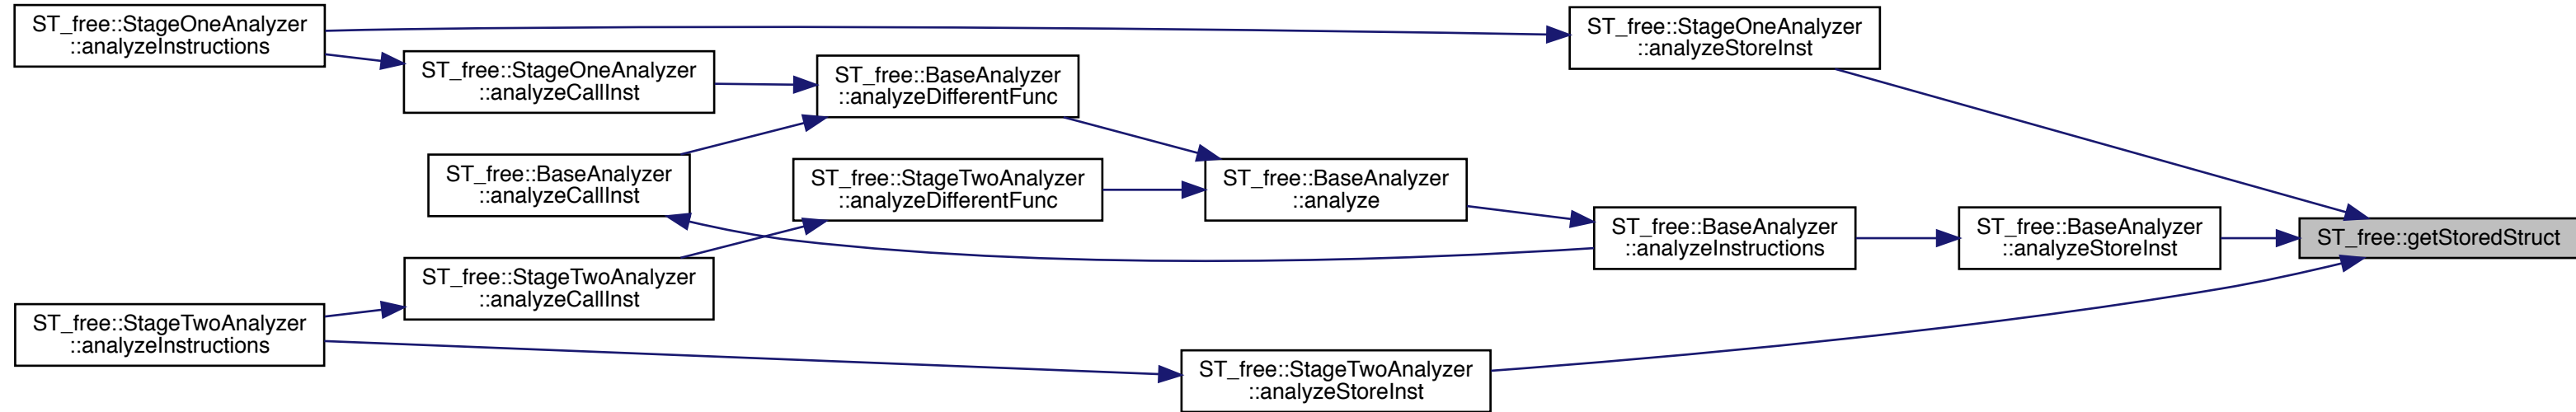 ST_free::StageOneAnalyzer
::analyzeInstructions
ST_free::StageOneAnalyzer
::analyzeCallInst
ST_free::BaseAnalyzer
::analyzeDifferentFunc
ST_free::StageOneAnalyzer
::analyzeStoreInst
ST_free::BaseAnalyzer
::analyzeCallInst
ST_free::StageTwoAnalyzer
::analyzeDifferentFunc
ST_free::BaseAnalyzer
::analyze
ST_free::BaseAnalyzer
::analyzeInstructions
ST_free::BaseAnalyzer
::analyzeStoreInst
ST_free::getStoredStruct
ST_free::StageTwoAnalyzer
::analyzeCallInst
ST_free::StageTwoAnalyzer
::analyzeInstructions
ST_free::StageTwoAnalyzer
::analyzeStoreInst